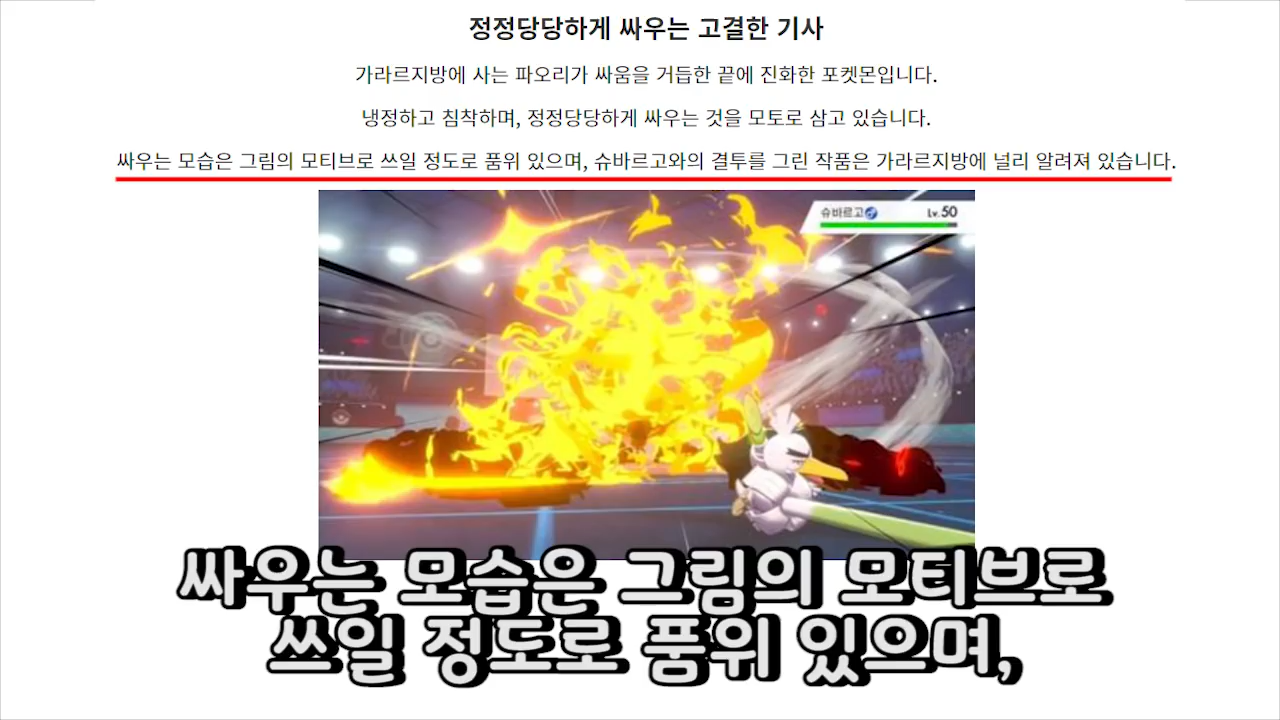 정정당당하게 싸우는 고결한 기사
가라르지방에 사는 파오리가 싸움을 거듭한 끝에 진화한 포켓몬입니다.
냉정하고 침착하며, 정정당당하게 싸우는 것을 모토로 삼고 있습니다.
싸우는 모습은 그림의 모티브로 쓰일 정도로 품위 있으며, 슈바르고와의 결투를 그린 작품은 가라르지방에 널리 알려져 있습니다.
슈바르고 Lv.50
싸우는 모습은 그림의 모티브로
쓰일 정도로 품위 있으며,